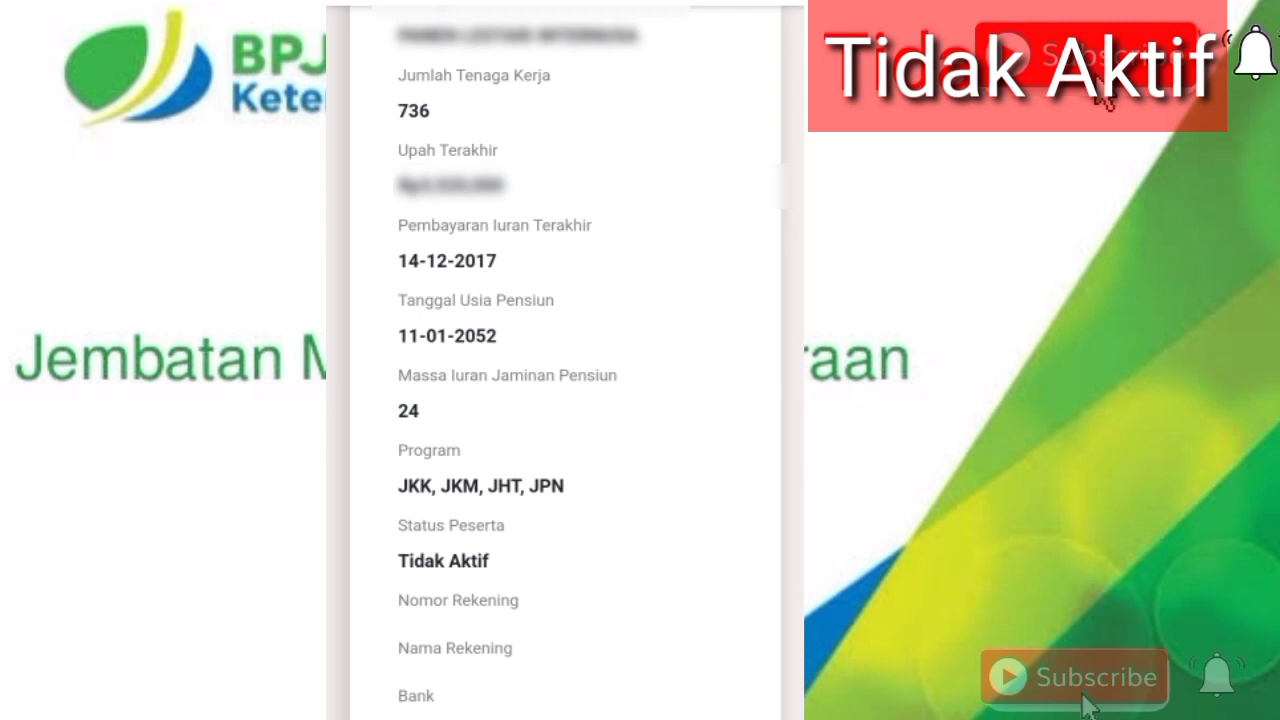 BPJ
Kete
Jembatan
raan
Jumlah Tenaga Kerja
736
Upah Terakhir
Pembayaran Iuran Terakhir
14-12-2017
Tanggal Usia Pensiun
11-01-2052
Massa Iuran Jaminan Pensiun
24
Program
JKK, JKM, JHT, JPN
Status Peserta
Tidak Aktif
Nomor Rekening
Nama Rekening
Bank
Tidak Aktif
Subscribe